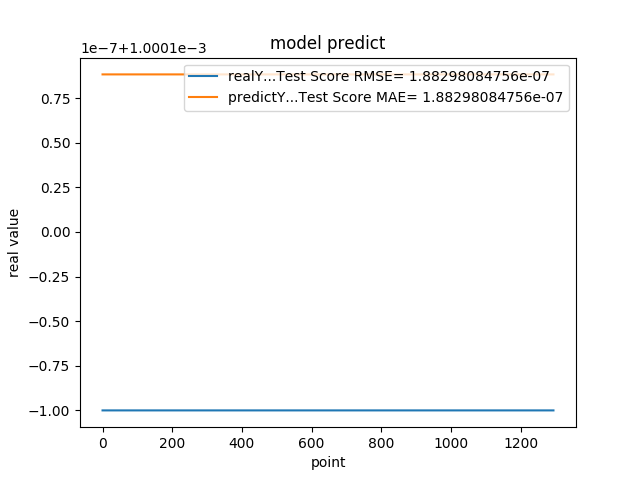 model predict
1e−7+1.0001e−3
realY...Test Score RMSE= 1.88298084756e-07
predictY...Test Score MAE= 1.88298084756e-07
0.75
0.50
0.25
0.00
−0.25
−0.50
−0.75
−1.00
real value
0 200 400 600 800 1000 1200
point